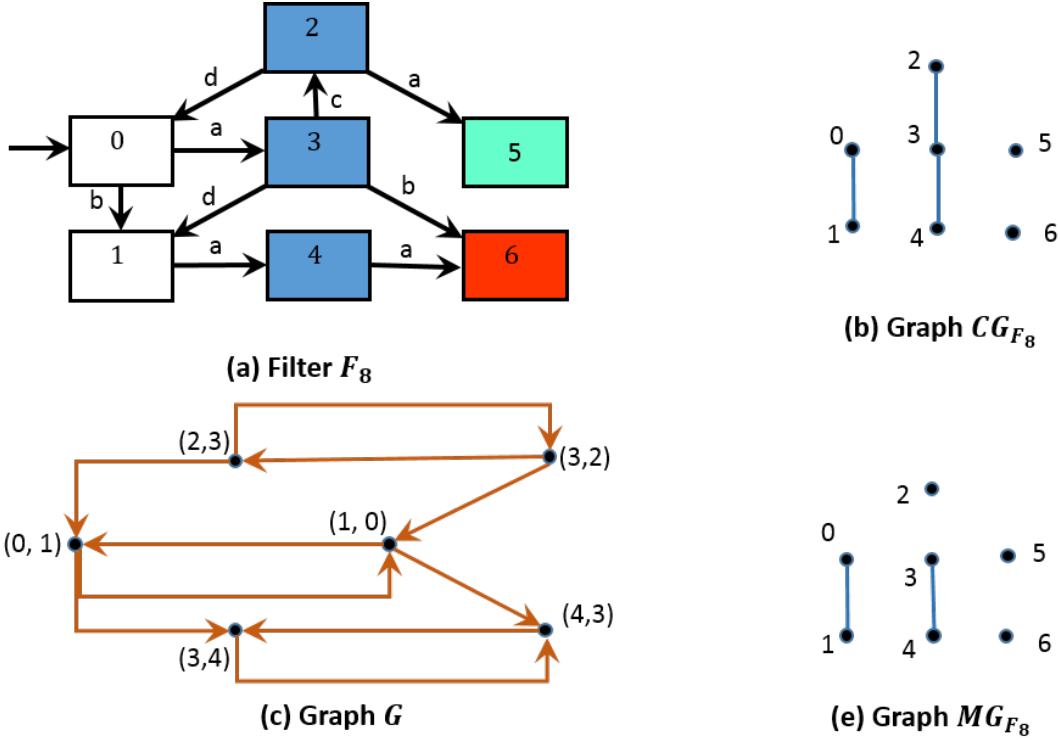 2
d
a
c
0
a
3
5
b
d
b
1
a
4
a
6
(a) Filter F₈
2
0
3
5
1
4
6
(b) Graph CG_F₈
(2,3)
(3,2)
(0, 1)
(1, 0)
(4,3)
(3,4)
(c) Graph G
2
0
3
5
1
4
6
(e) Graph MG_F₈